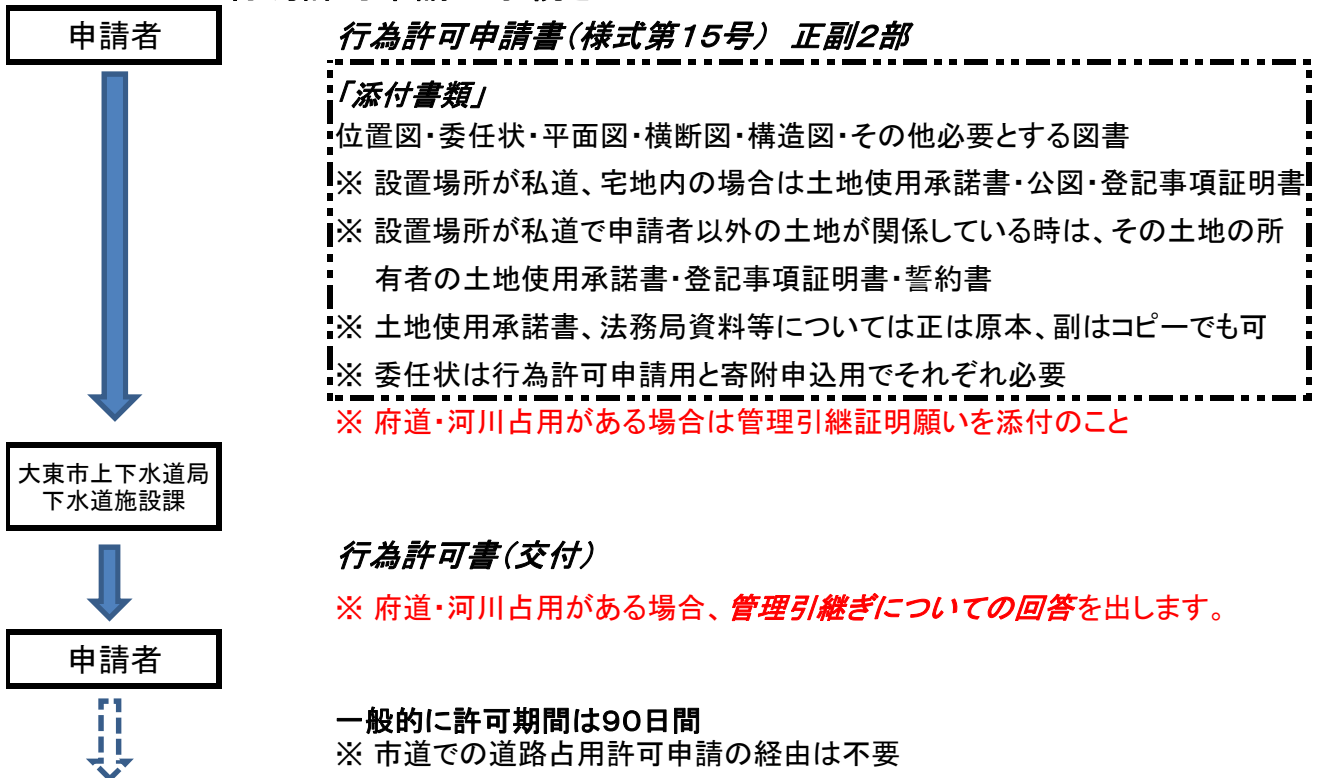 申請者
行為許可申請書(様式第15号) 正副2部
「添付書類」
位置図・委任状・平面図・横断図・構造図・その他必要とする図書
※ 設置場所が私道、宅地内の場合は土地使用承諾書・公図・登記事項証明書
※ 設置場所が私道で申請者以外の土地が関係している時は、その土地の所
有者の土地使用承諾書・登記事項証明書・誓約書
※ 土地使用承諾書、法務局資料等については正は原本、副はコピーでも可
※ 委任状は行為許可申請用と寄附申込用でそれぞれ必要
※ 府道・河川占用がある場合は管理引継証明願いを添付のこと
大東市上下水道局
下水道施設課
行為許可書(交付)
※ 府道・河川占用がある場合、管理引継ぎについての回答を出します。
申請者
一般的に許可期間は90日間
※ 市道での道路占用許可申請の経由は不要